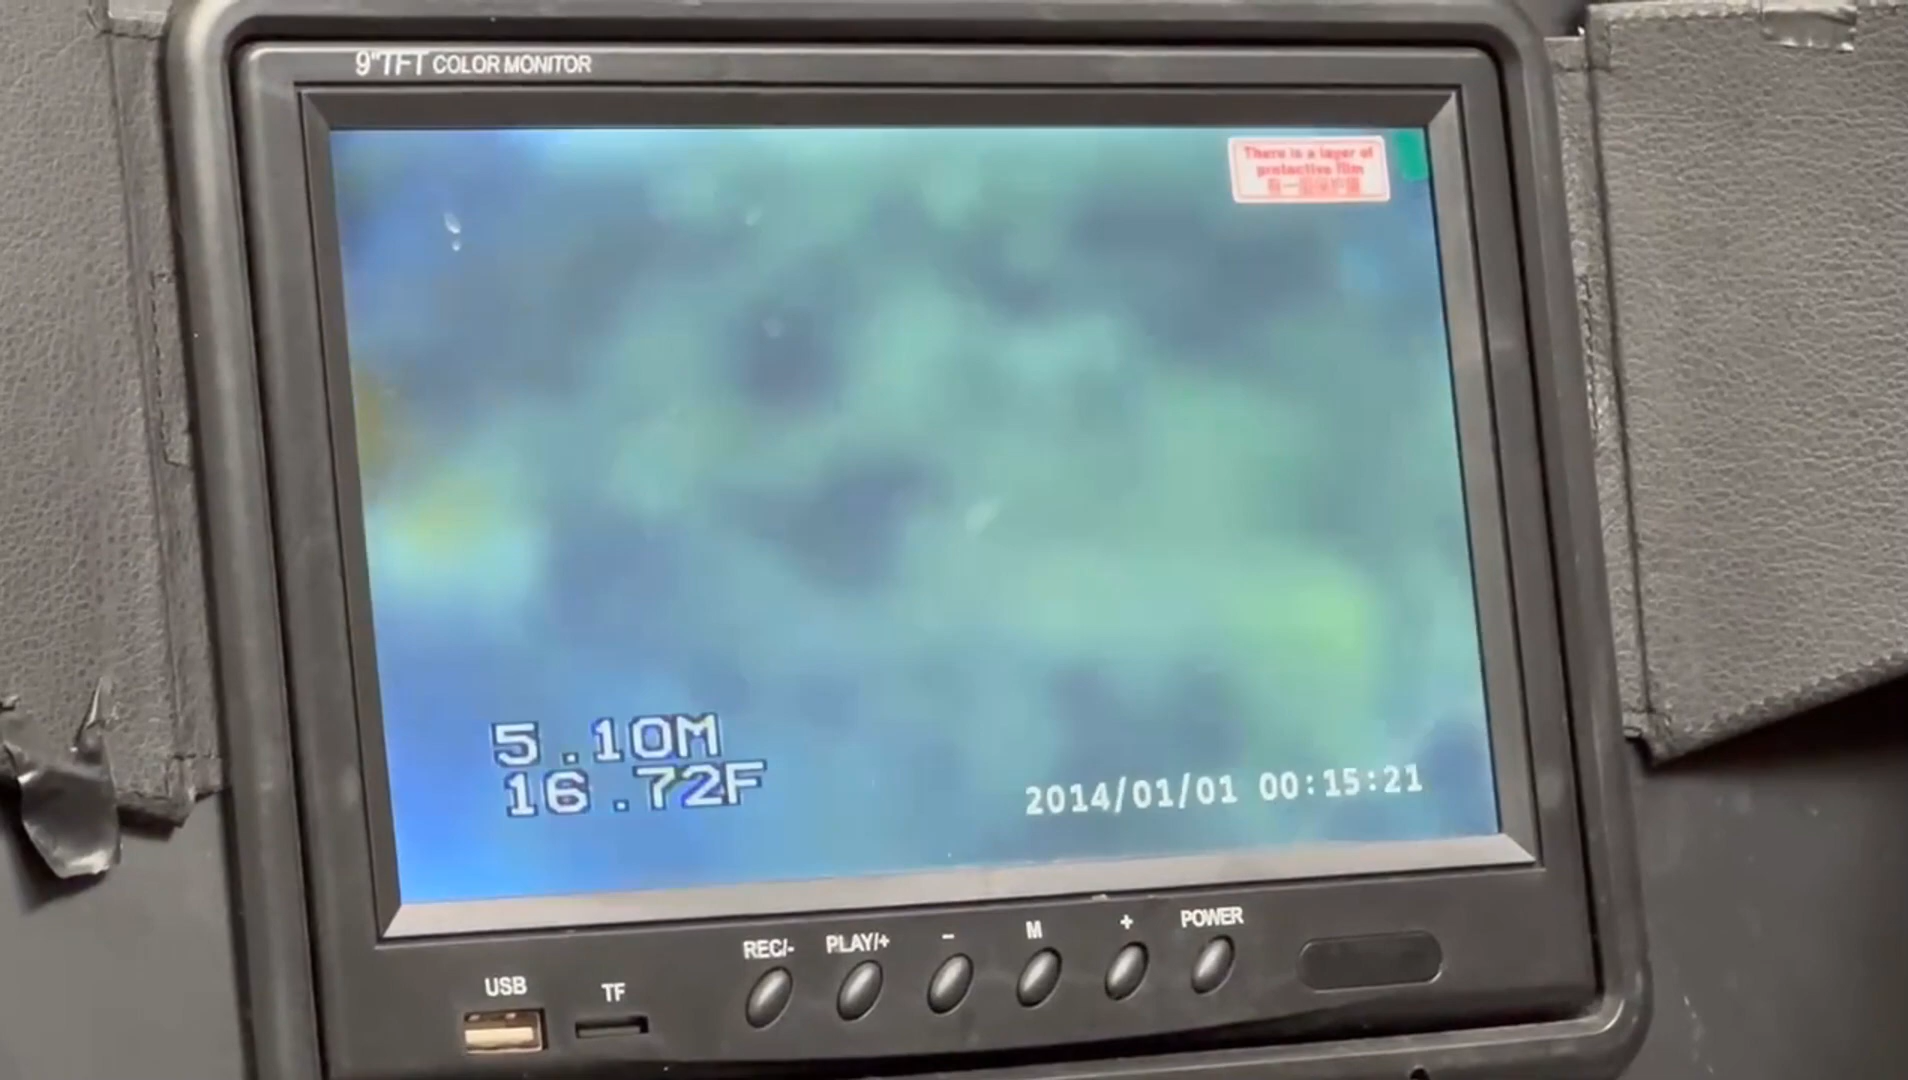 9"TFT COLOR MONITOR
There is a layer of
protective film
5.10M
16.72F
2014/01/01 00:15:21
REC/-
PLAY/+
-
M
+
POWER
USB
TF